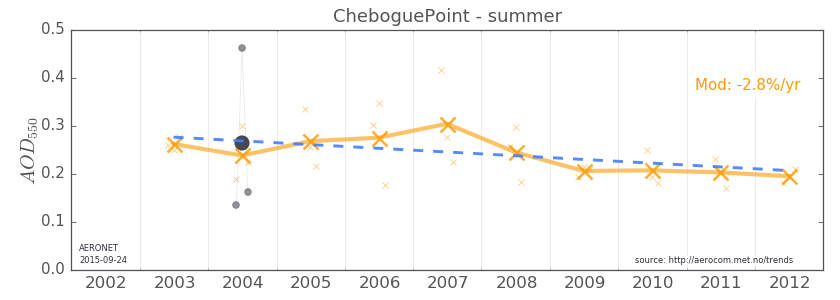 CheboguePoint - summer
0.5
0.4
0.3
0.2
0.1
0.0
AOD550
Mod: -2.8%/yr
AERONET
2015-09-24
source: http://aerocom.met.no/trends
2002 2003 2004 2005 2006 2007 2008 2009 2010 2011 2012